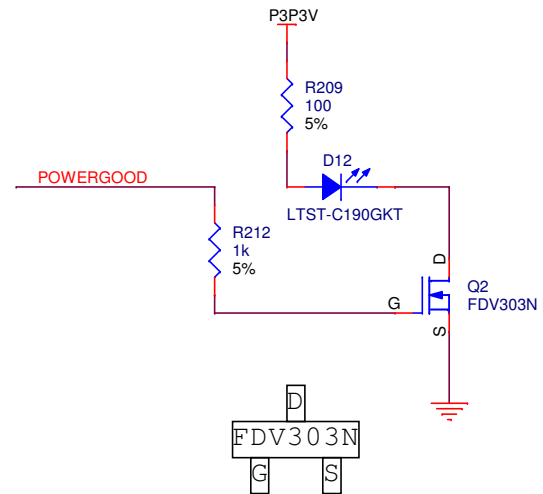 P3P3V
R209
100
5%
D12
LTST-C190GKT
POWERGOOD
R212
1k
5%
D
G
S
Q2
FDV303N
D
FDV303N
G S